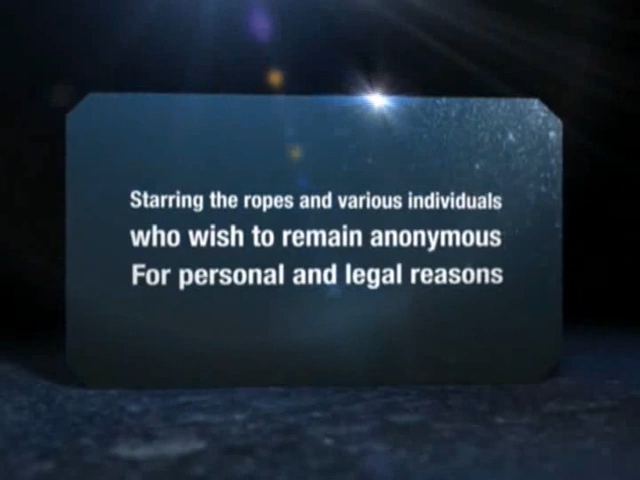 Starring the ropes and various individuals
who wish to remain anonymous
For personal and legal reasons